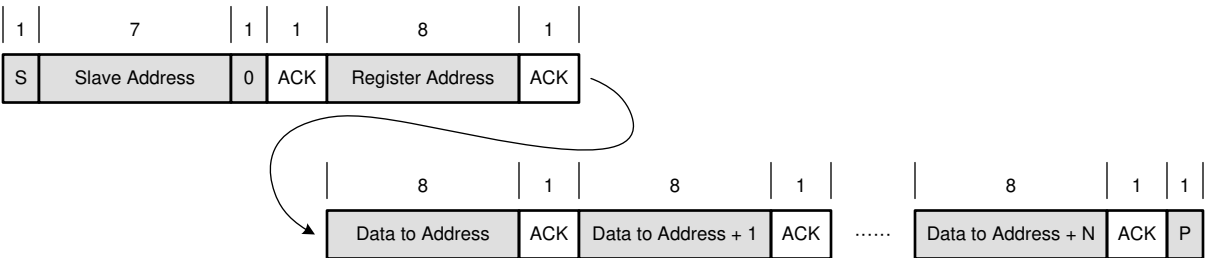 1 7 1 1 8 1
S Slave Address 0 ACK Register Address ACK
8 1 8 1 8 1 1
Data to Address ACK Data to Address + 1 ACK ...... Data to Address + N ACK P